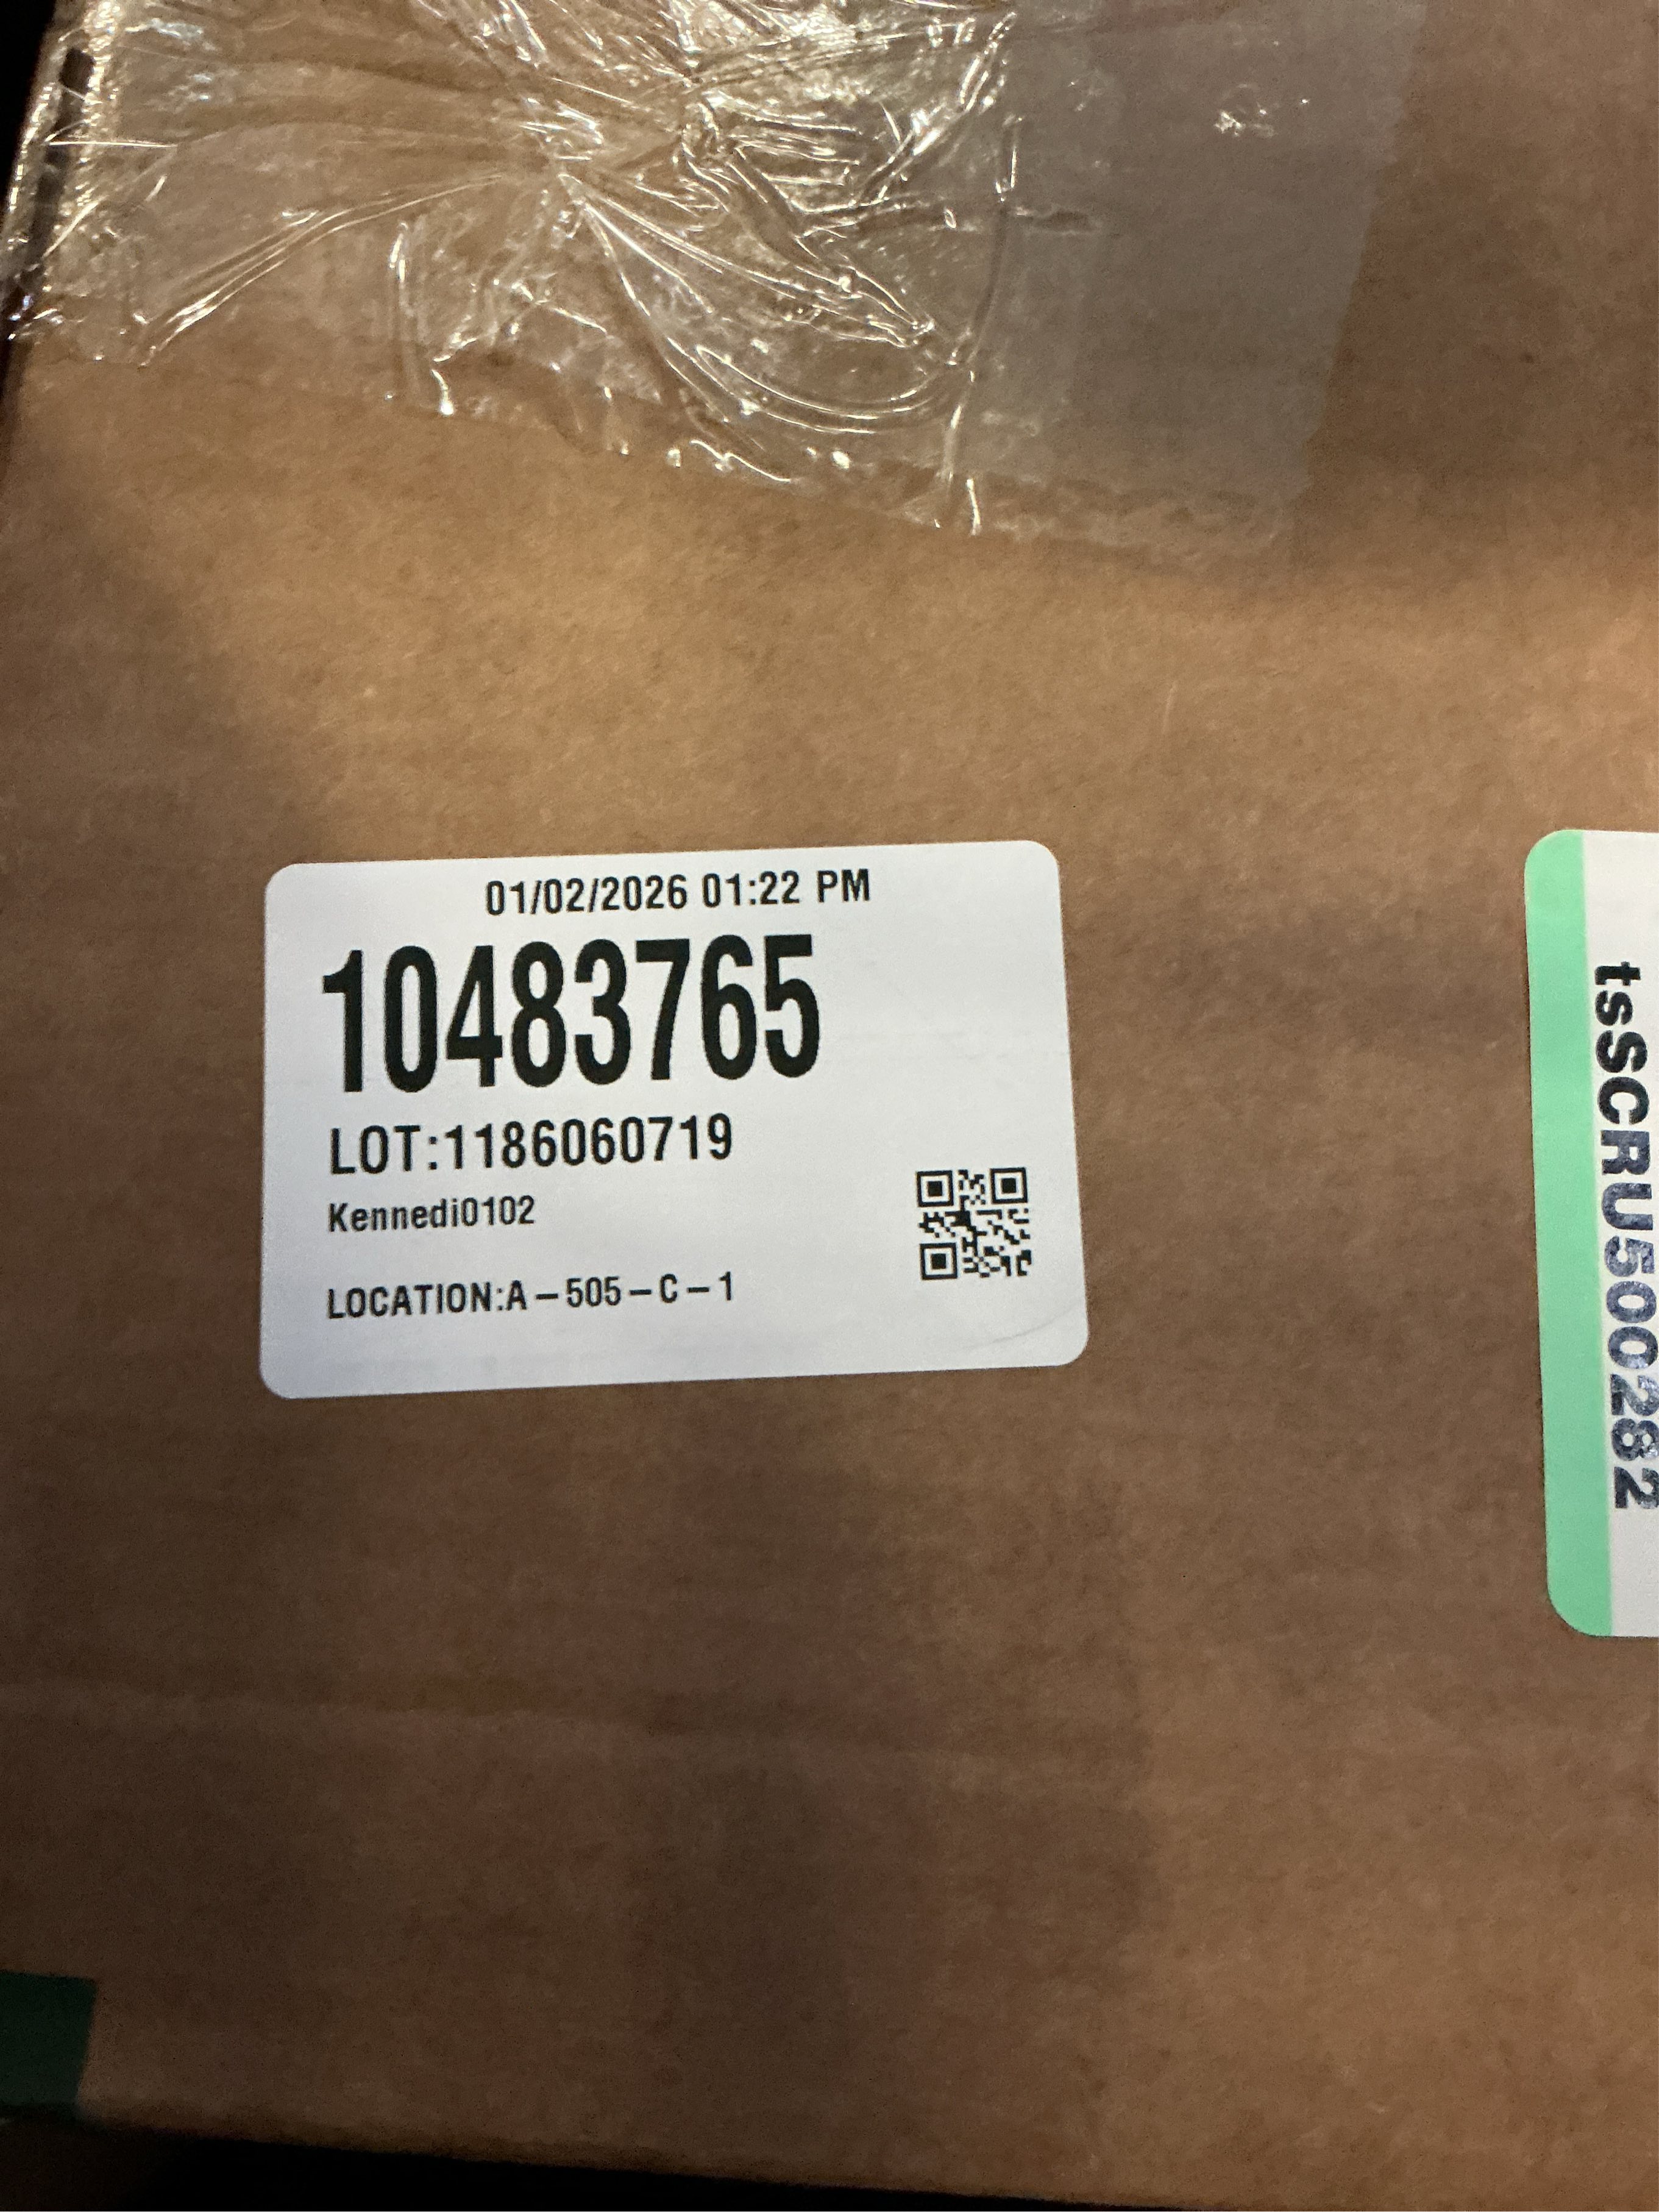 01/02/2026 01:22 PM
10483765
LOT:1186060719
Kennedi0102
LOCATION:A-505-C-1
tsSCRU500282